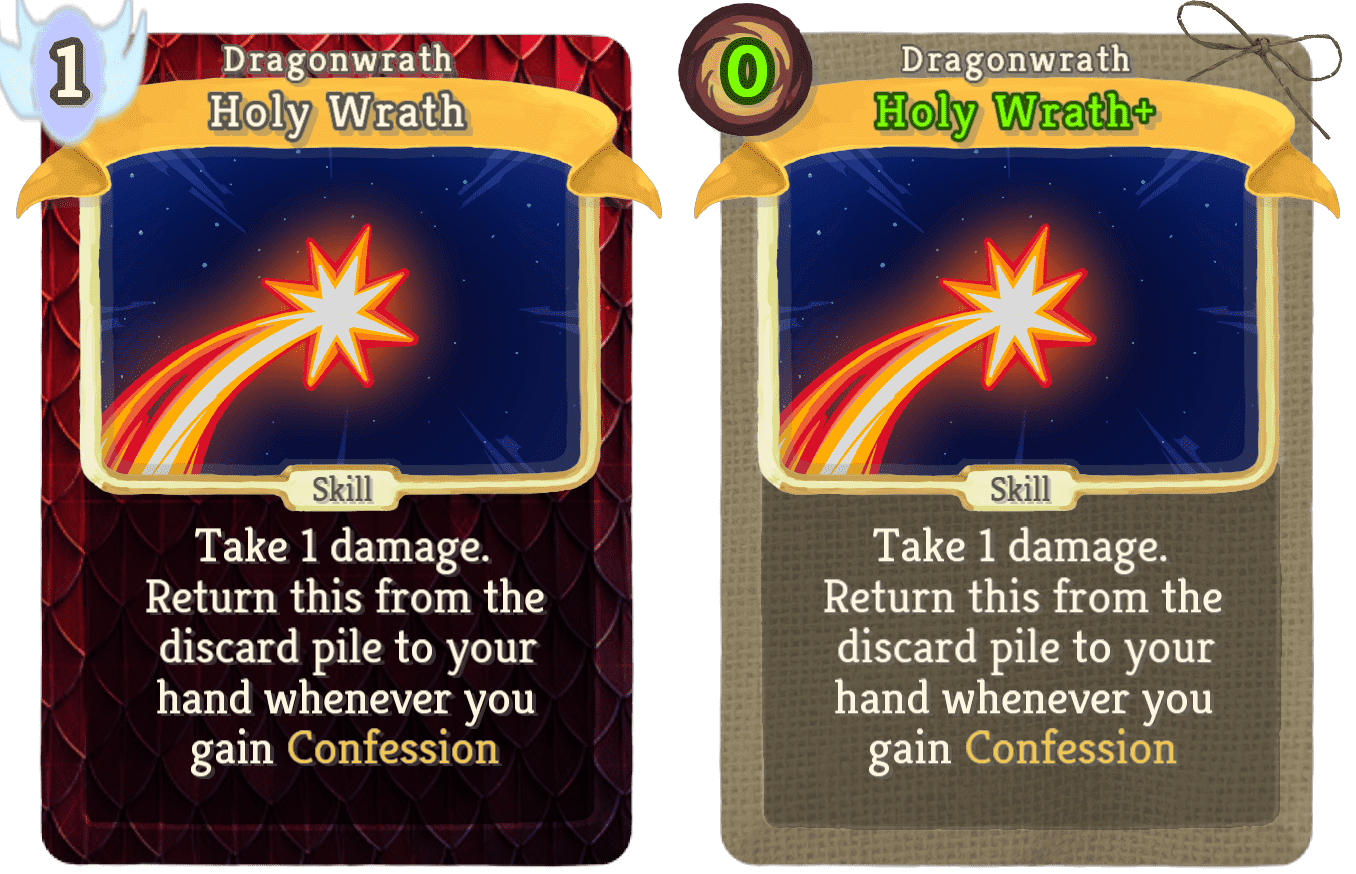 1
Dragonwrath
Holy Wrath
Skill
Take 1 damage.
Return this from the
discard pile to your
hand whenever you
gain Confession
0
Dragonwrath
Holy Wrath+
Skill
Take 1 damage.
Return this from the
discard pile to your
hand whenever you
gain Confession